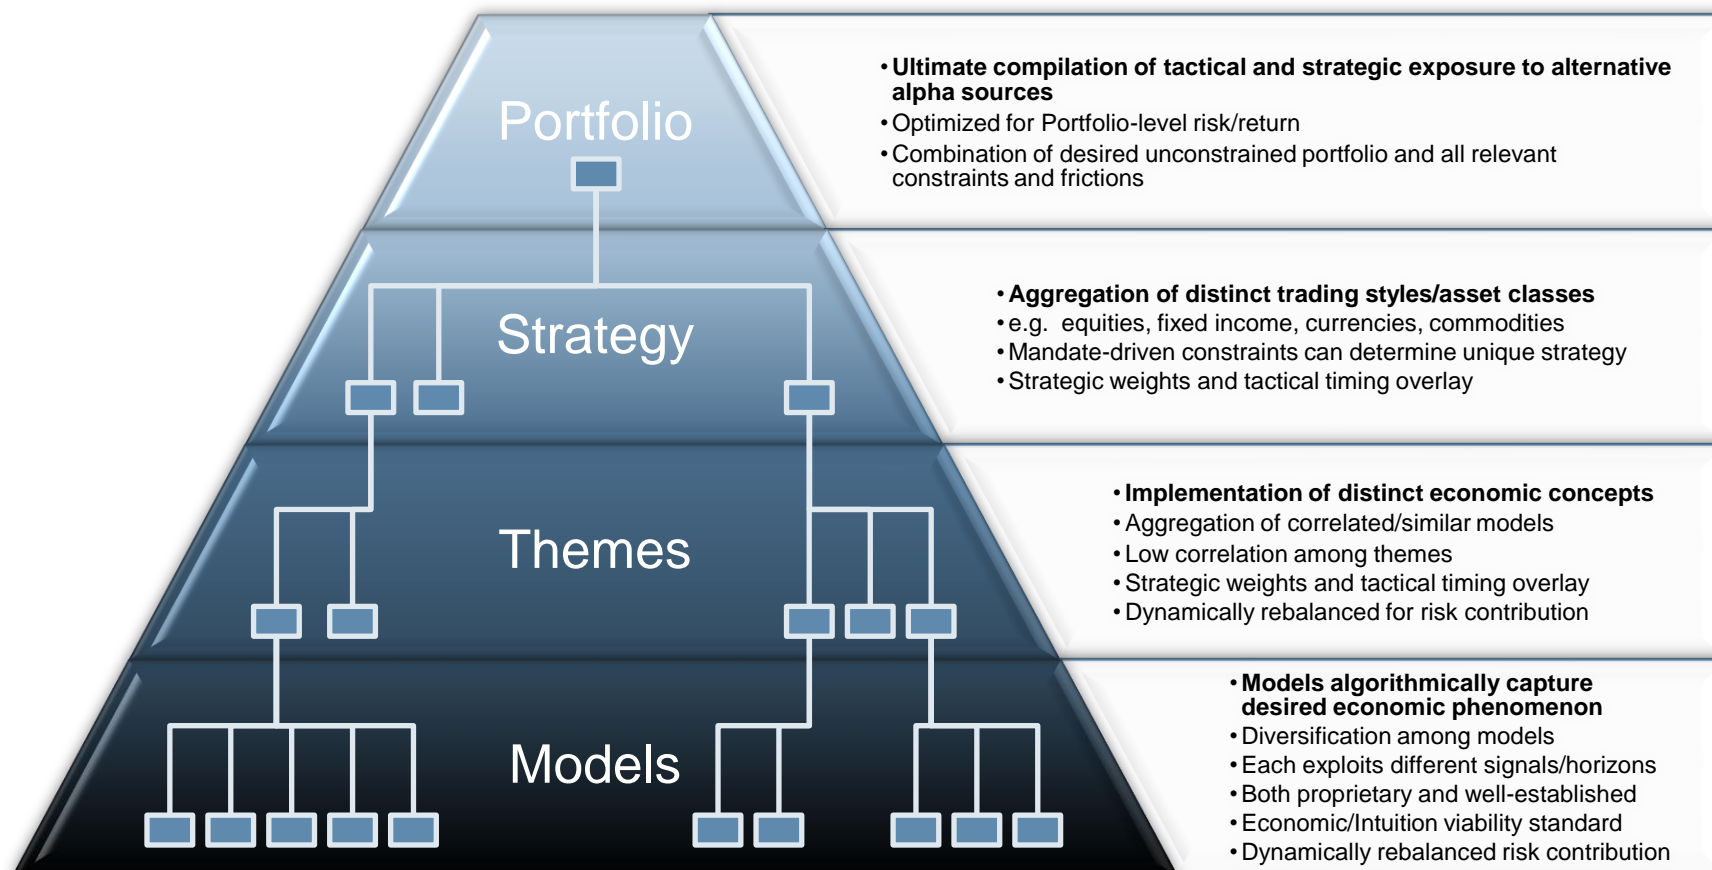 Portfolio
• Ultimate compilation of tactical and strategic exposure to alternative
alpha sources
• Optimized for Portfolio-level risk/return
• Combination of desired unconstrained portfolio and all relevant
constraints and frictions
Strategy
• Aggregation of distinct trading styles/asset classes
• e.g. equities, fixed income, currencies, commodities
• Mandate-driven constraints can determine unique strategy
• Strategic weights and tactical timing overlay
Themes
• Implementation of distinct economic concepts
• Aggregation of correlated/similar models
• Low correlation among themes
• Strategic weights and tactical timing overlay
• Dynamically rebalanced for risk contribution
Models
• Models algorithmically capture
desired economic phenomenon
• Diversification among models
• Each exploits different signals/horizons
• Both proprietary and well-established
• Economic/Intuition viability standard
• Dynamically rebalanced risk contribution